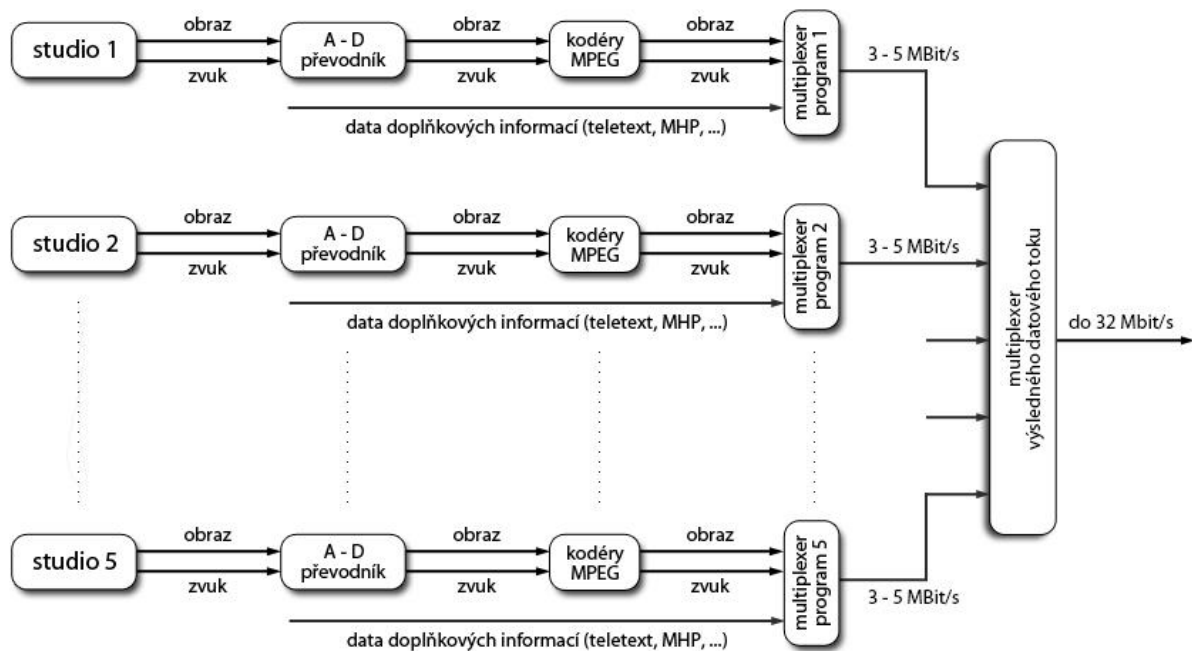 obraz
obraz
obraz
studio 1
A - D
převodník
kodéry
MPEG
multiplexer
program 1
3 - 5 MBit/s
zvuk
zvuk
zvuk
data doplňkových informací (teletext, MHP, ...)
obraz
obraz
obraz
studio 2
A - D
převodník
kodéry
MPEG
multiplexer
program 2
3 - 5 MBit/s
zvuk
zvuk
zvuk
data doplňkových informací (teletext, MHP, ...)
multiplexer
výsledného datového toku
do 32 Mbit/s
obraz
obraz
obraz
studio 5
A - D
převodník
kodéry
MPEG
multiplexer
program 5
3 - 5 MBit/s
zvuk
zvuk
zvuk
data doplňkových informací (teletext, MHP, ...)